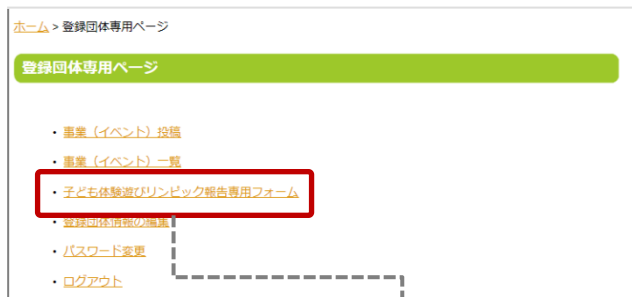 ホーム > 登録団体専用ページ
登録団体専用ページ
・ 事業（イベント）投稿
・ 事業（イベント）一覧
・ 子ども体験遊びリンピック報告専用フォーム
・ 登録団体情報の編集
・ パスワード変更
・ ログアウト